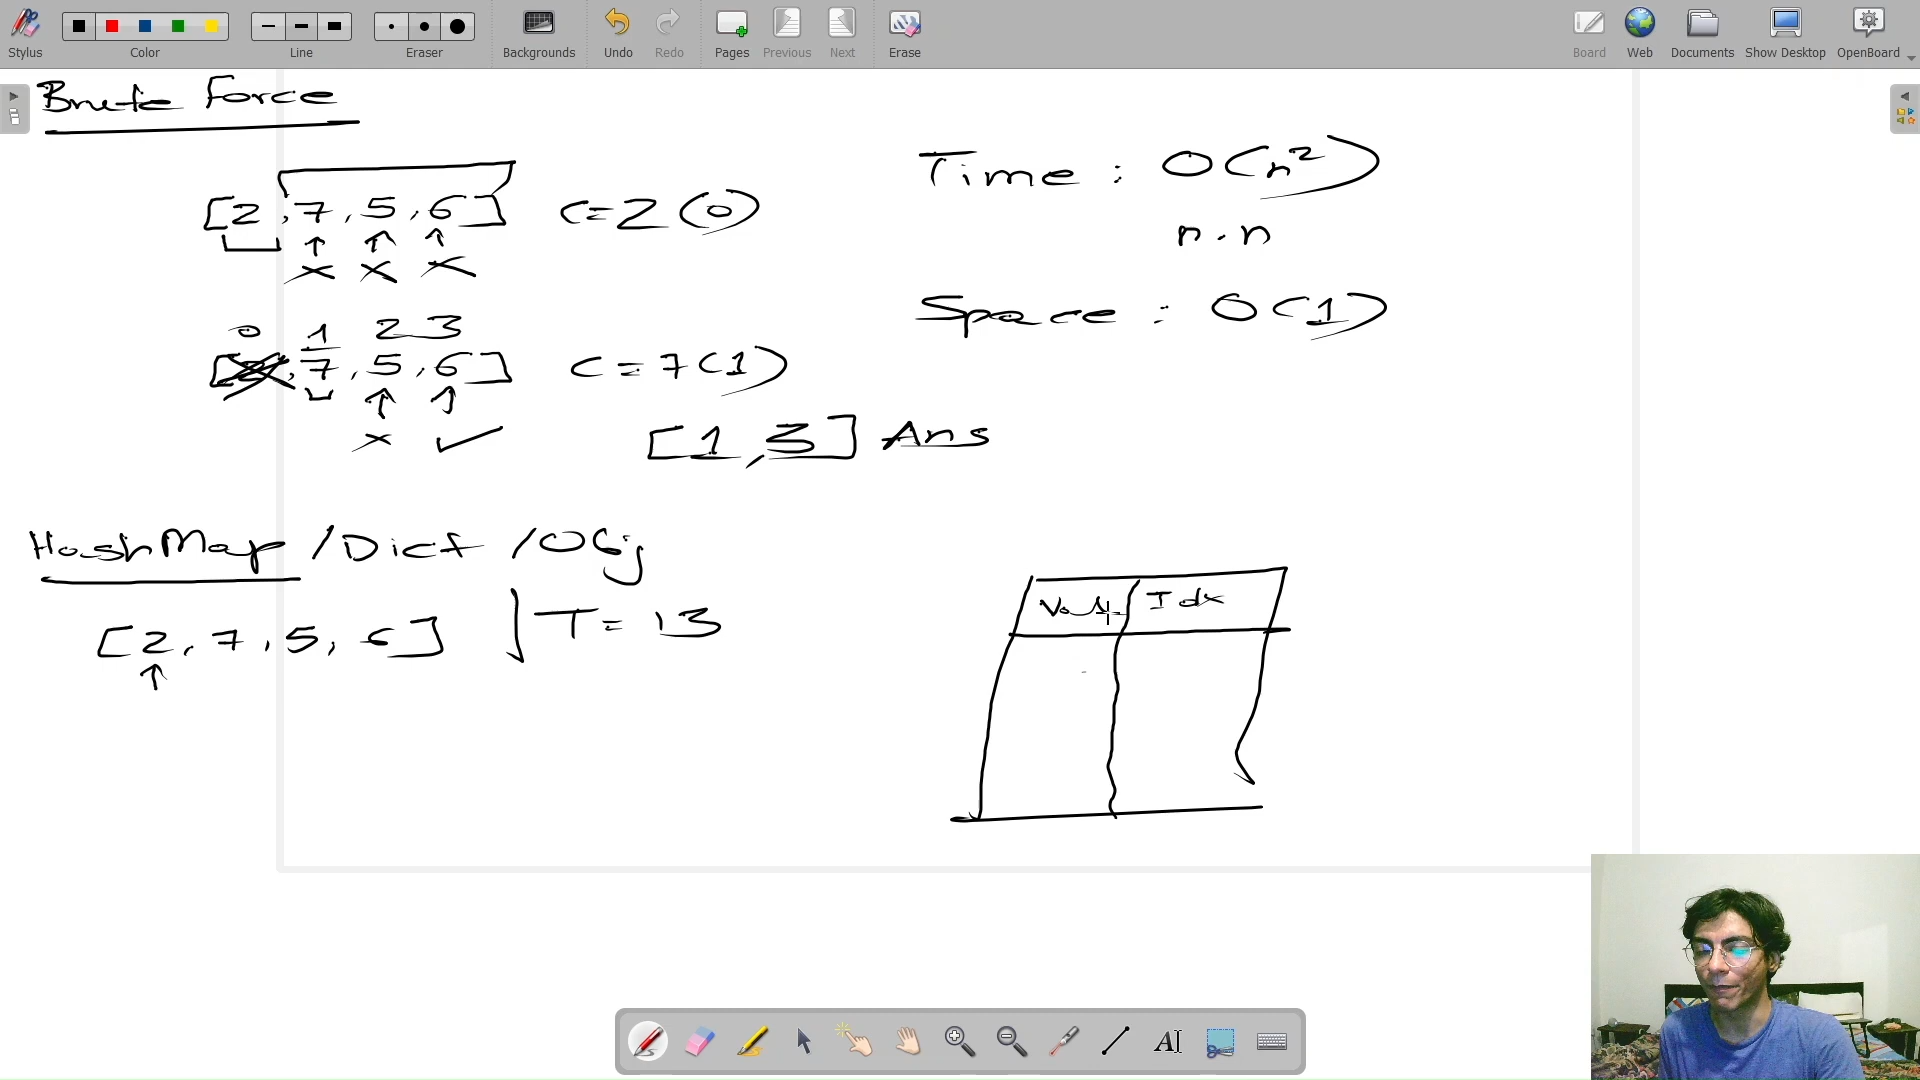 Stylus Color Line Eraser Backgrounds Undo Redo Pages Previous Next Erase Board Web Documents Show Desktop OpenBoard
Brute Force
[2, 7, 5, 6] C=2 (0)
0 1 2 3
[2, 7, 5, 6] C=7(1)
[1,3] Ans
Time : O(n²)
n.n
Space : O(1)
HashMap / Dict / Obj
[2, 7, 5, 6] T=13
Idx
AI